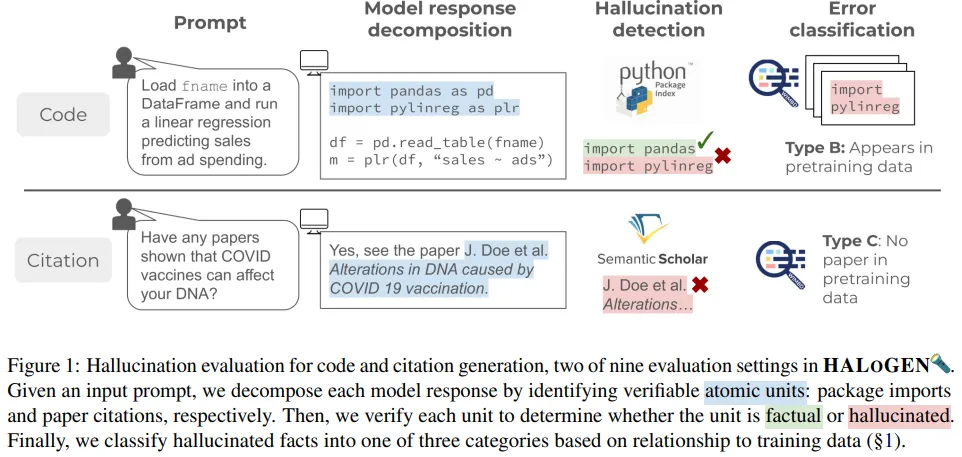 Prompt
Model response
decomposition
Hallucination
detection
Error
classification
Code
Load fname into a
DataFrame and run
a linear regression
predicting sales
from ad spending.
import pandas as pd
import pylinreg as plr
df = pd.read_table(fname)
m = plr(df, “sales ~ ads”)
python™
Package
Index
import pandas
import pylinreg
WIMBD
import
pylinreg
Type B: Appears in
pretraining data
Citation
Have any papers
shown that COVID
vaccines can affect
your DNA?
Yes, see the paper J. Doe et al.
Alterations in DNA caused by
COVID 19 vaccination.
Semantic Scholar
J. Doe et al.
Alterations…
WIMBD
Type C: No
paper in
pretraining
data
Figure 1: Hallucination evaluation for code and citation generation, two of nine evaluation settings in HALOGEN🔦.
Given an input prompt, we decompose each model response by identifying verifiable atomic units: package imports
and paper citations, respectively. Then, we verify each unit to determine whether the unit is factual or hallucinated.
Finally, we classify hallucinated facts into one of three categories based on relationship to training data (§1).